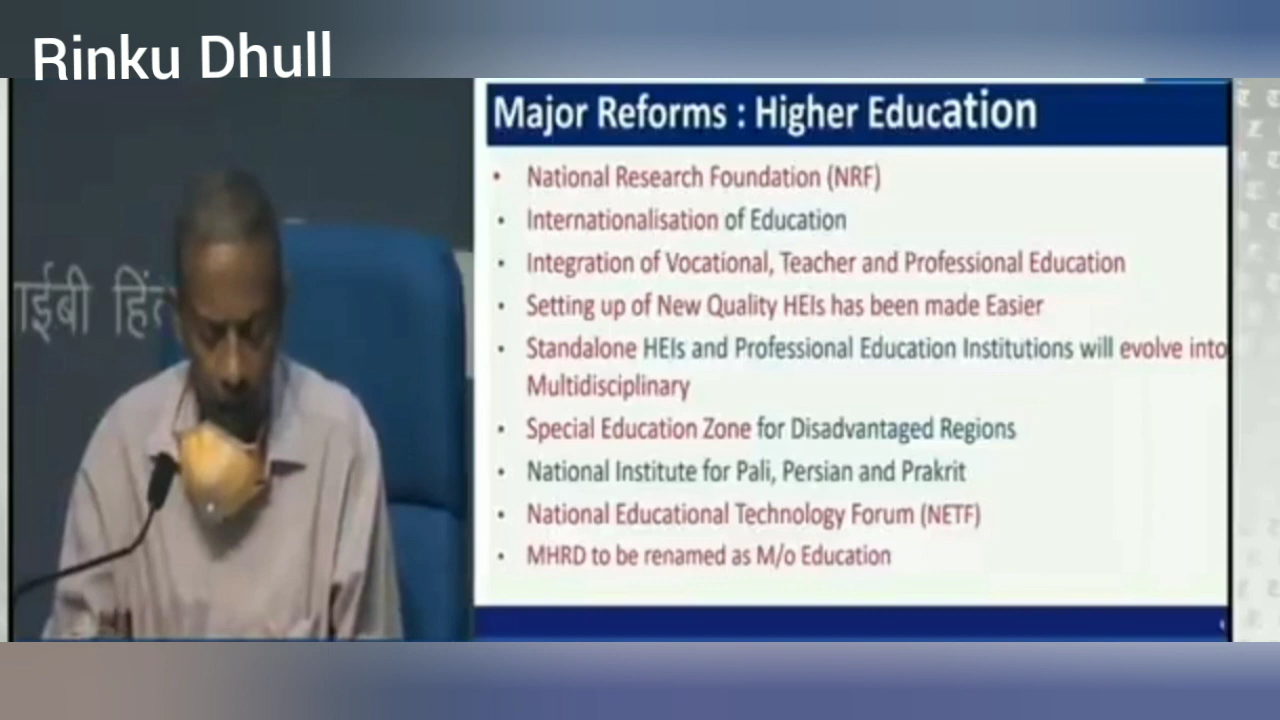 Rinku Dhull
Major Reforms : Higher Education
• National Research Foundation (NRF)
• Internationalisation of Education
• Integration of Vocational, Teacher and Professional Education
• Setting up of New Quality HEIs has been made Easier
• Standalone HEIs and Professional Education Institutions will evolve into
Multidisciplinary
• Special Education Zone for Disadvantaged Regions
• National Institute for Pali, Persian and Prakrit
• National Educational Technology Forum (NETF)
• MHRD to be renamed as M/o Education